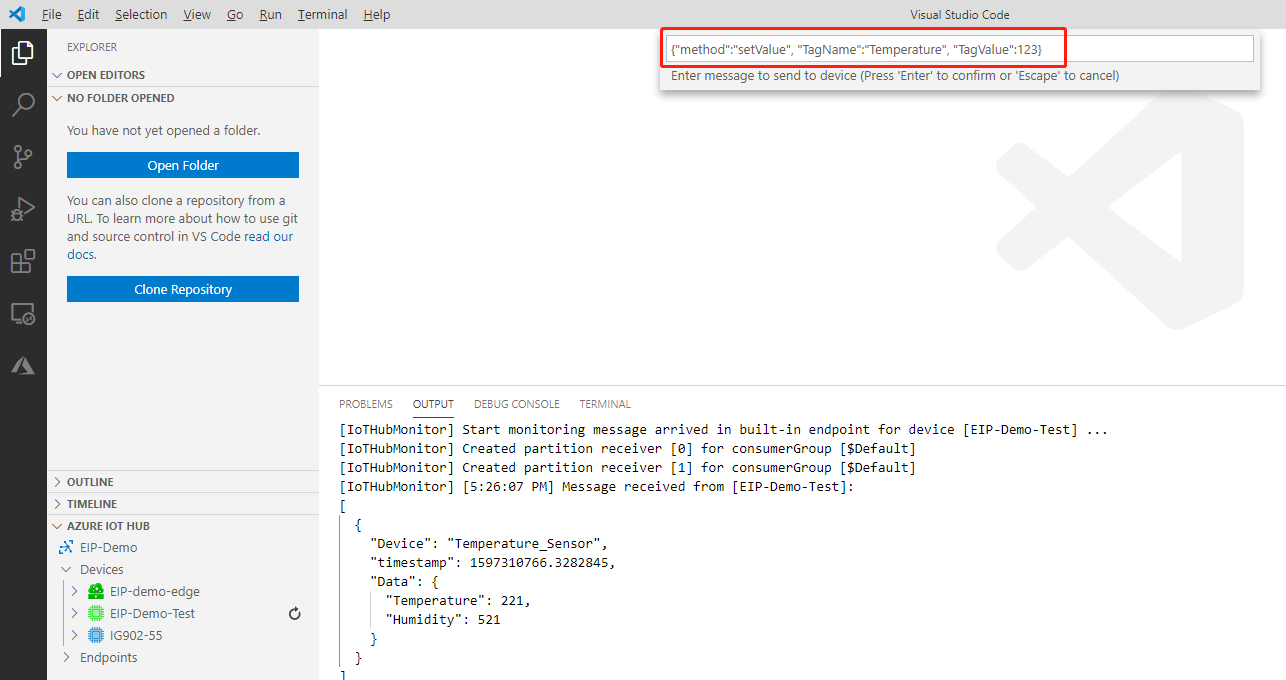 File Edit Selection View Go Run Terminal Help
Visual Studio Code
{"method":"setValue", "TagName":"Temperature", "TagValue":123}
Enter message to send to device (Press 'Enter' to confirm or 'Escape' to cancel)
EXPLORER
OPEN EDITORS
NO FOLDER OPENED
You have not yet opened a folder.
Open Folder
You can also clone a repository from a
URL. To learn more about how to use git
and source control in VS Code read our
docs.
Clone Repository
OUTLINE
TIMELINE
AZURE IOT HUB
EIP-Demo
Devices
EIP-demo-edge
EIP-Demo-Test
IG902-55
Endpoints
PROBLEMS OUTPUT DEBUG CONSOLE TERMINAL
[IoTHubMonitor] Start monitoring message arrived in built-in endpoint for device [EIP-Demo-Test] ...
[IoTHubMonitor] Created partition receiver [0] for consumerGroup [$Default]
[IoTHubMonitor] Created partition receiver [1] for consumerGroup [$Default]
[IoTHubMonitor] [5:26:07 PM] Message received from [EIP-Demo-Test]:
[
{
"Device": "Temperature_Sensor",
"timestamp": 1597310766.3282845,
"Data": {
"Temperature": 221,
"Humidity": 521
}
}
]